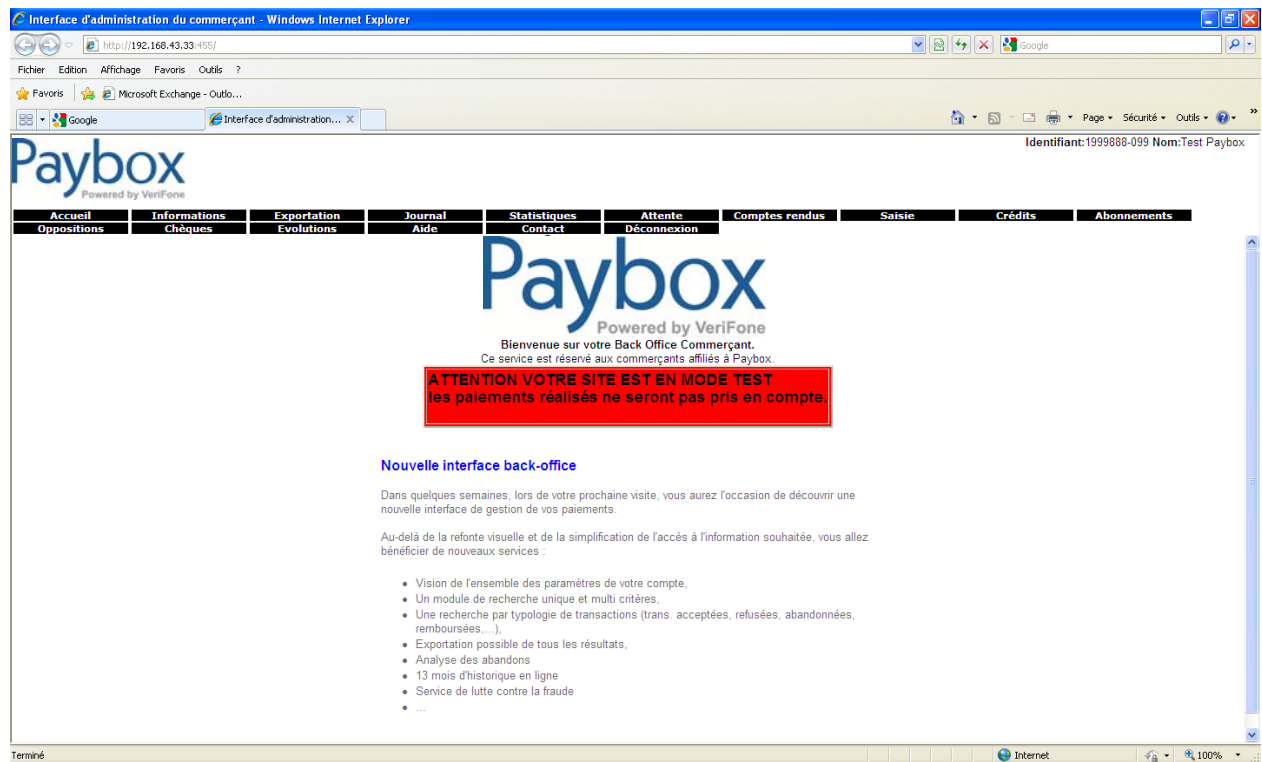 Interface d'administration du commerçant - Windows Internet Explorer
http://192.168.43.33:455/
Google
Fichier Edition Affichage Favoris Outils ?
Favoris Microsoft Exchange - Outlo...
Google Interface d'administration... X Page Sécurité Outils »
Identifiant:1999888-099 Nom:Test Paybox
Paybox
Powered by VeriFone
Accueil Informations Exportation Journal Statistiques Attente Comptes rendus Saisie Crédits Abonnements
Oppositions Chèques Evolutions Aide Contact Déconnexion
Paybox
Powered by VeriFone
Bienvenue sur votre Back Office Commerçant.
Ce service est réservé aux commerçants affiliés à Paybox.
ATTENTION VOTRE SITE EST EN MODE TEST
les paiements réalisés ne seront pas pris en compte.
Nouvelle interface back-office
Dans quelques semaines, lors de votre prochaine visite, vous aurez l'occasion de découvrir une
nouvelle interface de gestion de vos paiements.
Au-delà de la refonte visuelle et de la simplification de l'accès à l'information souhaitée, vous allez
bénéficier de nouveaux services :
• Vision de l'ensemble des paramètres de votre compte,
• Un module de recherche unique et multi critères,
• Une recherche par typologie de transactions (trans. acceptées, refusées, abandonnées,
remboursées,...),
• Exportation possible de tous les résultats,
• Analyse des abandons
• 13 mois d'historique en ligne
• Service de lutte contre la fraude
• ...
Terminé Internet 100%